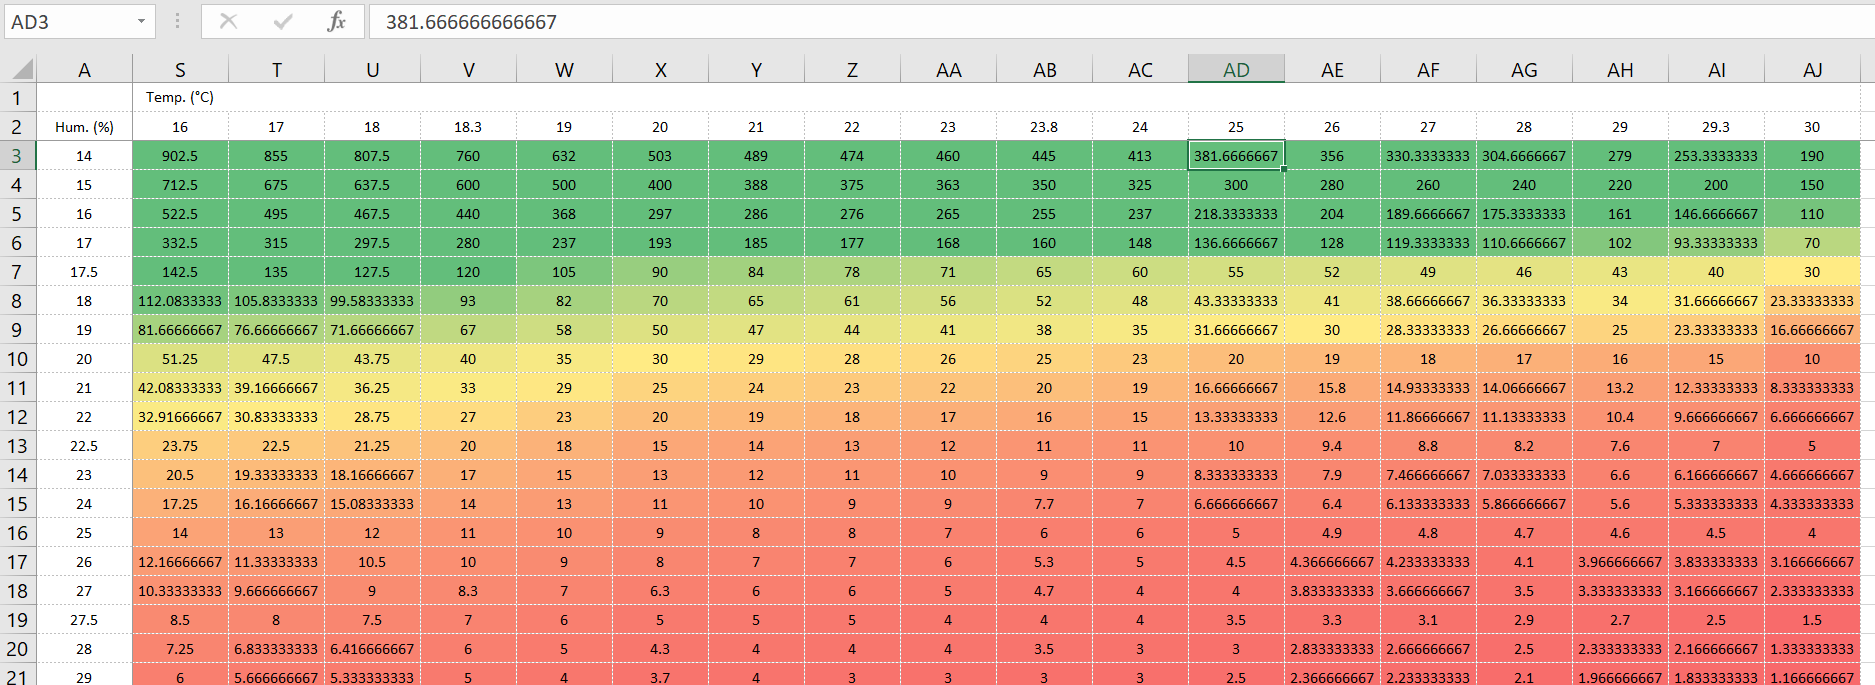 AD3 fx 381.666666666667
A S T U V W X Y Z AA AB AC AD AE AF AG AH AI AJ
1 Temp. (°C)
2 Hum. (%) 16 17 18 18.3 19 20 21 22 23 23.8 24 25 26 27 28 29 29.3 30
3 14 902.5 855 807.5 760 632 503 489 474 460 445 413 381.6666667 356 330.3333333 304.6666667 279 253.3333333 190
4 15 712.5 675 637.5 600 500 400 388 375 363 350 325 300 280 260 240 220 200 150
5 16 522.5 495 467.5 440 368 297 286 276 265 255 237 218.3333333 204 189.6666667 175.3333333 161 146.6666667 110
6 17 332.5 315 297.5 280 237 193 185 177 168 160 148 136.6666667 128 119.3333333 110.6666667 102 93.33333333 70
7 17.5 142.5 135 127.5 120 105 90 84 78 71 65 60 55 52 49 46 43 40 30
8 18 112.0833333 105.8333333 99.58333333 93 82 70 65 61 56 52 48 43.33333333 41 38.66666667 36.33333333 34 31.66666667 23.33333333
9 19 81.66666667 76.66666667 71.66666667 67 58 50 47 44 41 38 35 31.66666667 30 28.33333333 26.66666667 25 23.33333333 16.66666667
10 20 51.25 47.5 43.75 40 35 30 29 28 26 25 23 20 19 18 17 16 15 10
11 21 42.08333333 39.16666667 36.25 33 29 25 24 23 22 20 19 16.66666667 15.8 14.93333333 14.06666667 13.2 12.33333333 8.333333333
12 22 32.91666667 30.83333333 28.75 27 23 20 19 18 17 16 15 13.33333333 12.6 11.86666667 11.13333333 10.4 9.666666667 6.666666667
13 22.5 23.75 22.5 21.25 20 18 15 14 13 12 11 11 10 9.4 8.8 8.2 7.6 7 5
14 23 20.5 19.33333333 18.16666667 17 15 13 12 11 10 9 9 8.333333333 7.9 7.466666667 7.033333333 6.6 6.166666667 4.666666667
15 24 17.25 16.16666667 15.08333333 14 13 11 10 9 9 7.7 7 6.666666667 6.4 6.133333333 5.866666667 5.6 5.333333333 4.333333333
16 25 14 13 12 11 10 9 8 8 7 6 6 5 4.9 4.8 4.7 4.6 4.5 4
17 26 12.16666667 11.33333333 10.5 10 9 8 7 7 6 5.3 5 4.5 4.366666667 4.233333333 4.1 3.966666667 3.833333333 3.166666667
18 27 10.33333333 9.666666667 9 8.3 7 6.3 6 6 5 4.7 4 4 3.833333333 3.666666667 3.5 3.333333333 3.166666667 2.333333333
19 27.5 8.5 8 7.5 7 6 5 5 5 4 4 4 3.5 3.3 3.1 2.9 2.7 2.5 1.5
20 28 7.25 6.833333333 6.416666667 6 5 4.3 4 4 4 3.5 3 3 2.833333333 2.666666667 2.5 2.333333333 2.166666667 1.333333333
21 29 6 5.666666667 5.333333333 5 4 3.7 4 3 3 3 3 2.5 2.366666667 2.233333333 2.1 1.966666667 1.833333333 1.166666667